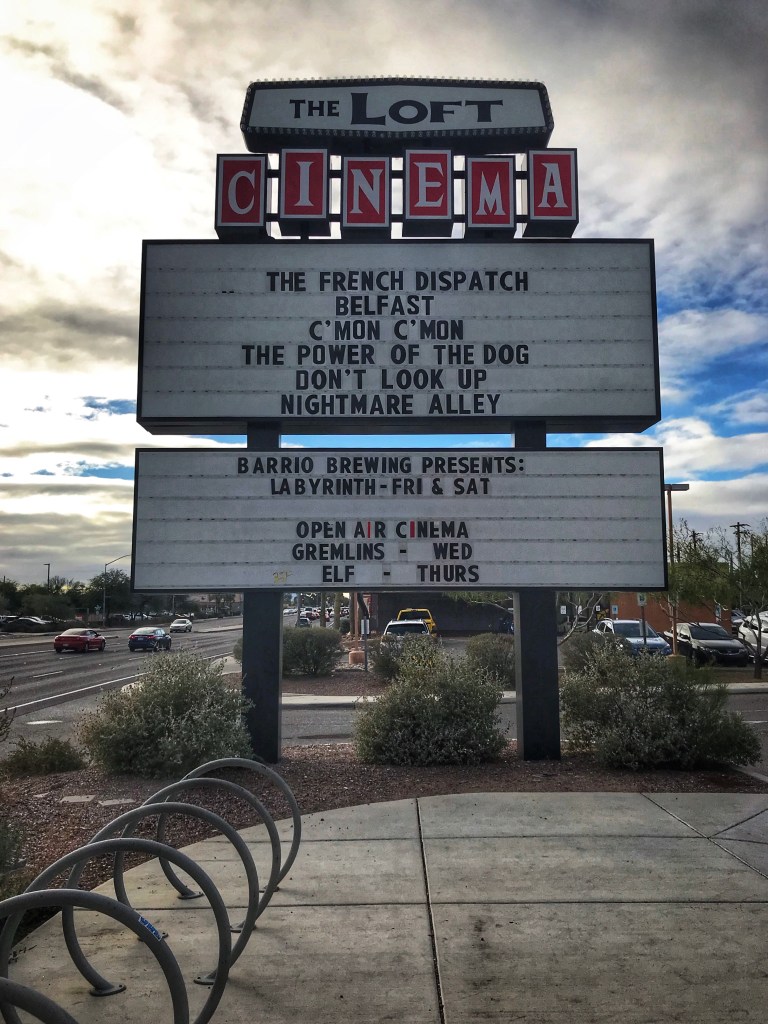 THE LOFT
CINEMA
THE FRENCH DISPATCH
BELFAST
C'MON C'MON
THE POWER OF THE DOG
DON'T LOOK UP
NIGHTMARE ALLEY
BARRIO BREWING PRESENTS:
LABYRINTH-FRI & SAT
OPEN AIR CINEMA
GREMLINS - WED
ELF - THURS